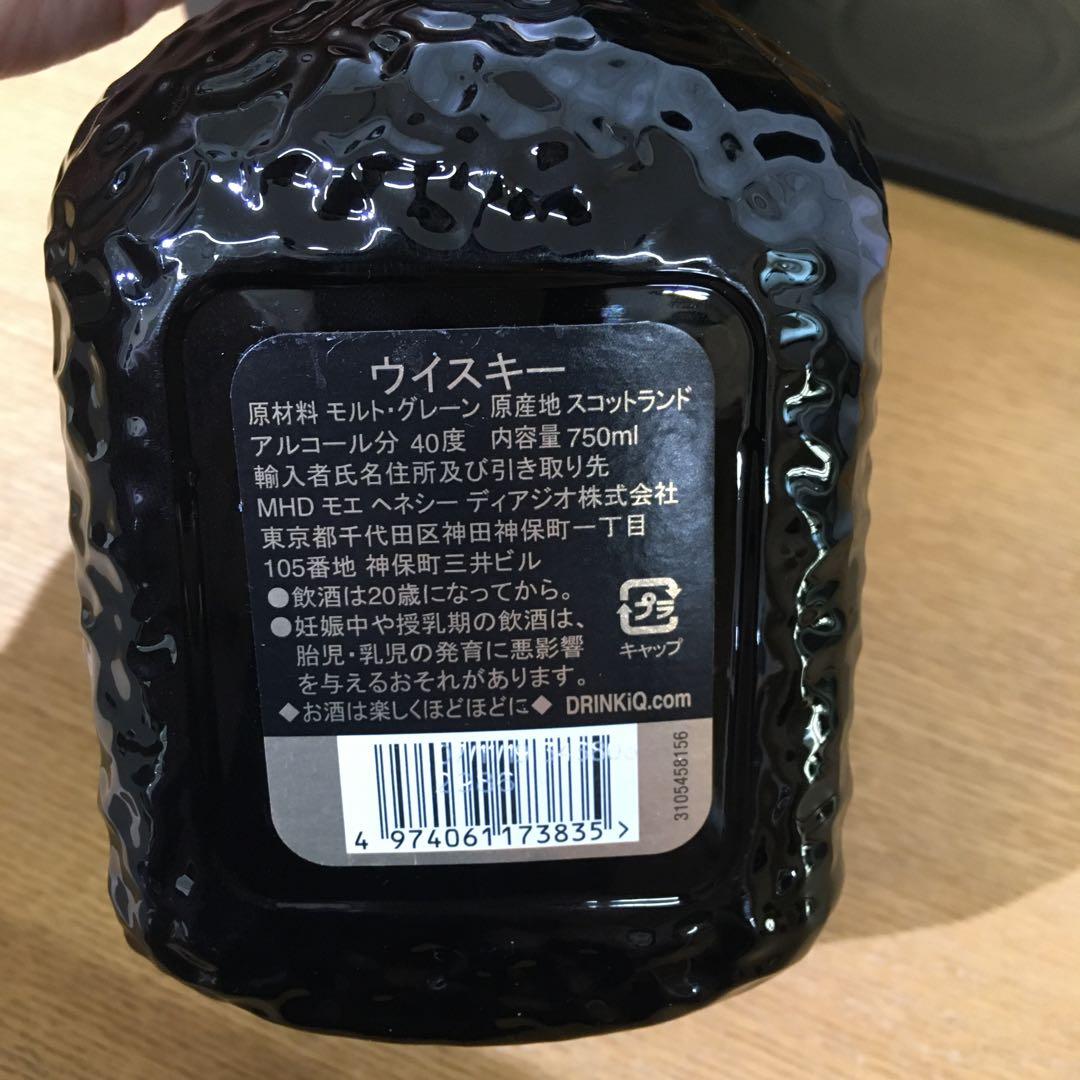 ウイスキー
原材料 モルト・グレーン 原産地 スコットランド
アルコール分 40度 内容量 750ml
輸入者氏名住所及び引き取り先
MHD モエ ヘネシー ディアジオ株式会社
東京都千代田区神田神保町一丁目
105番地 神保町三井ビル
●飲酒は20歳になってから。
●妊娠中や授乳期の飲酒は、
胎児・乳児の発育に悪影響
を与えるおそれがあります。
プラ
キャップ
◆お酒は楽しくほどほどに◆ DRINKiQ.com
4 974061173835 >
3105458156